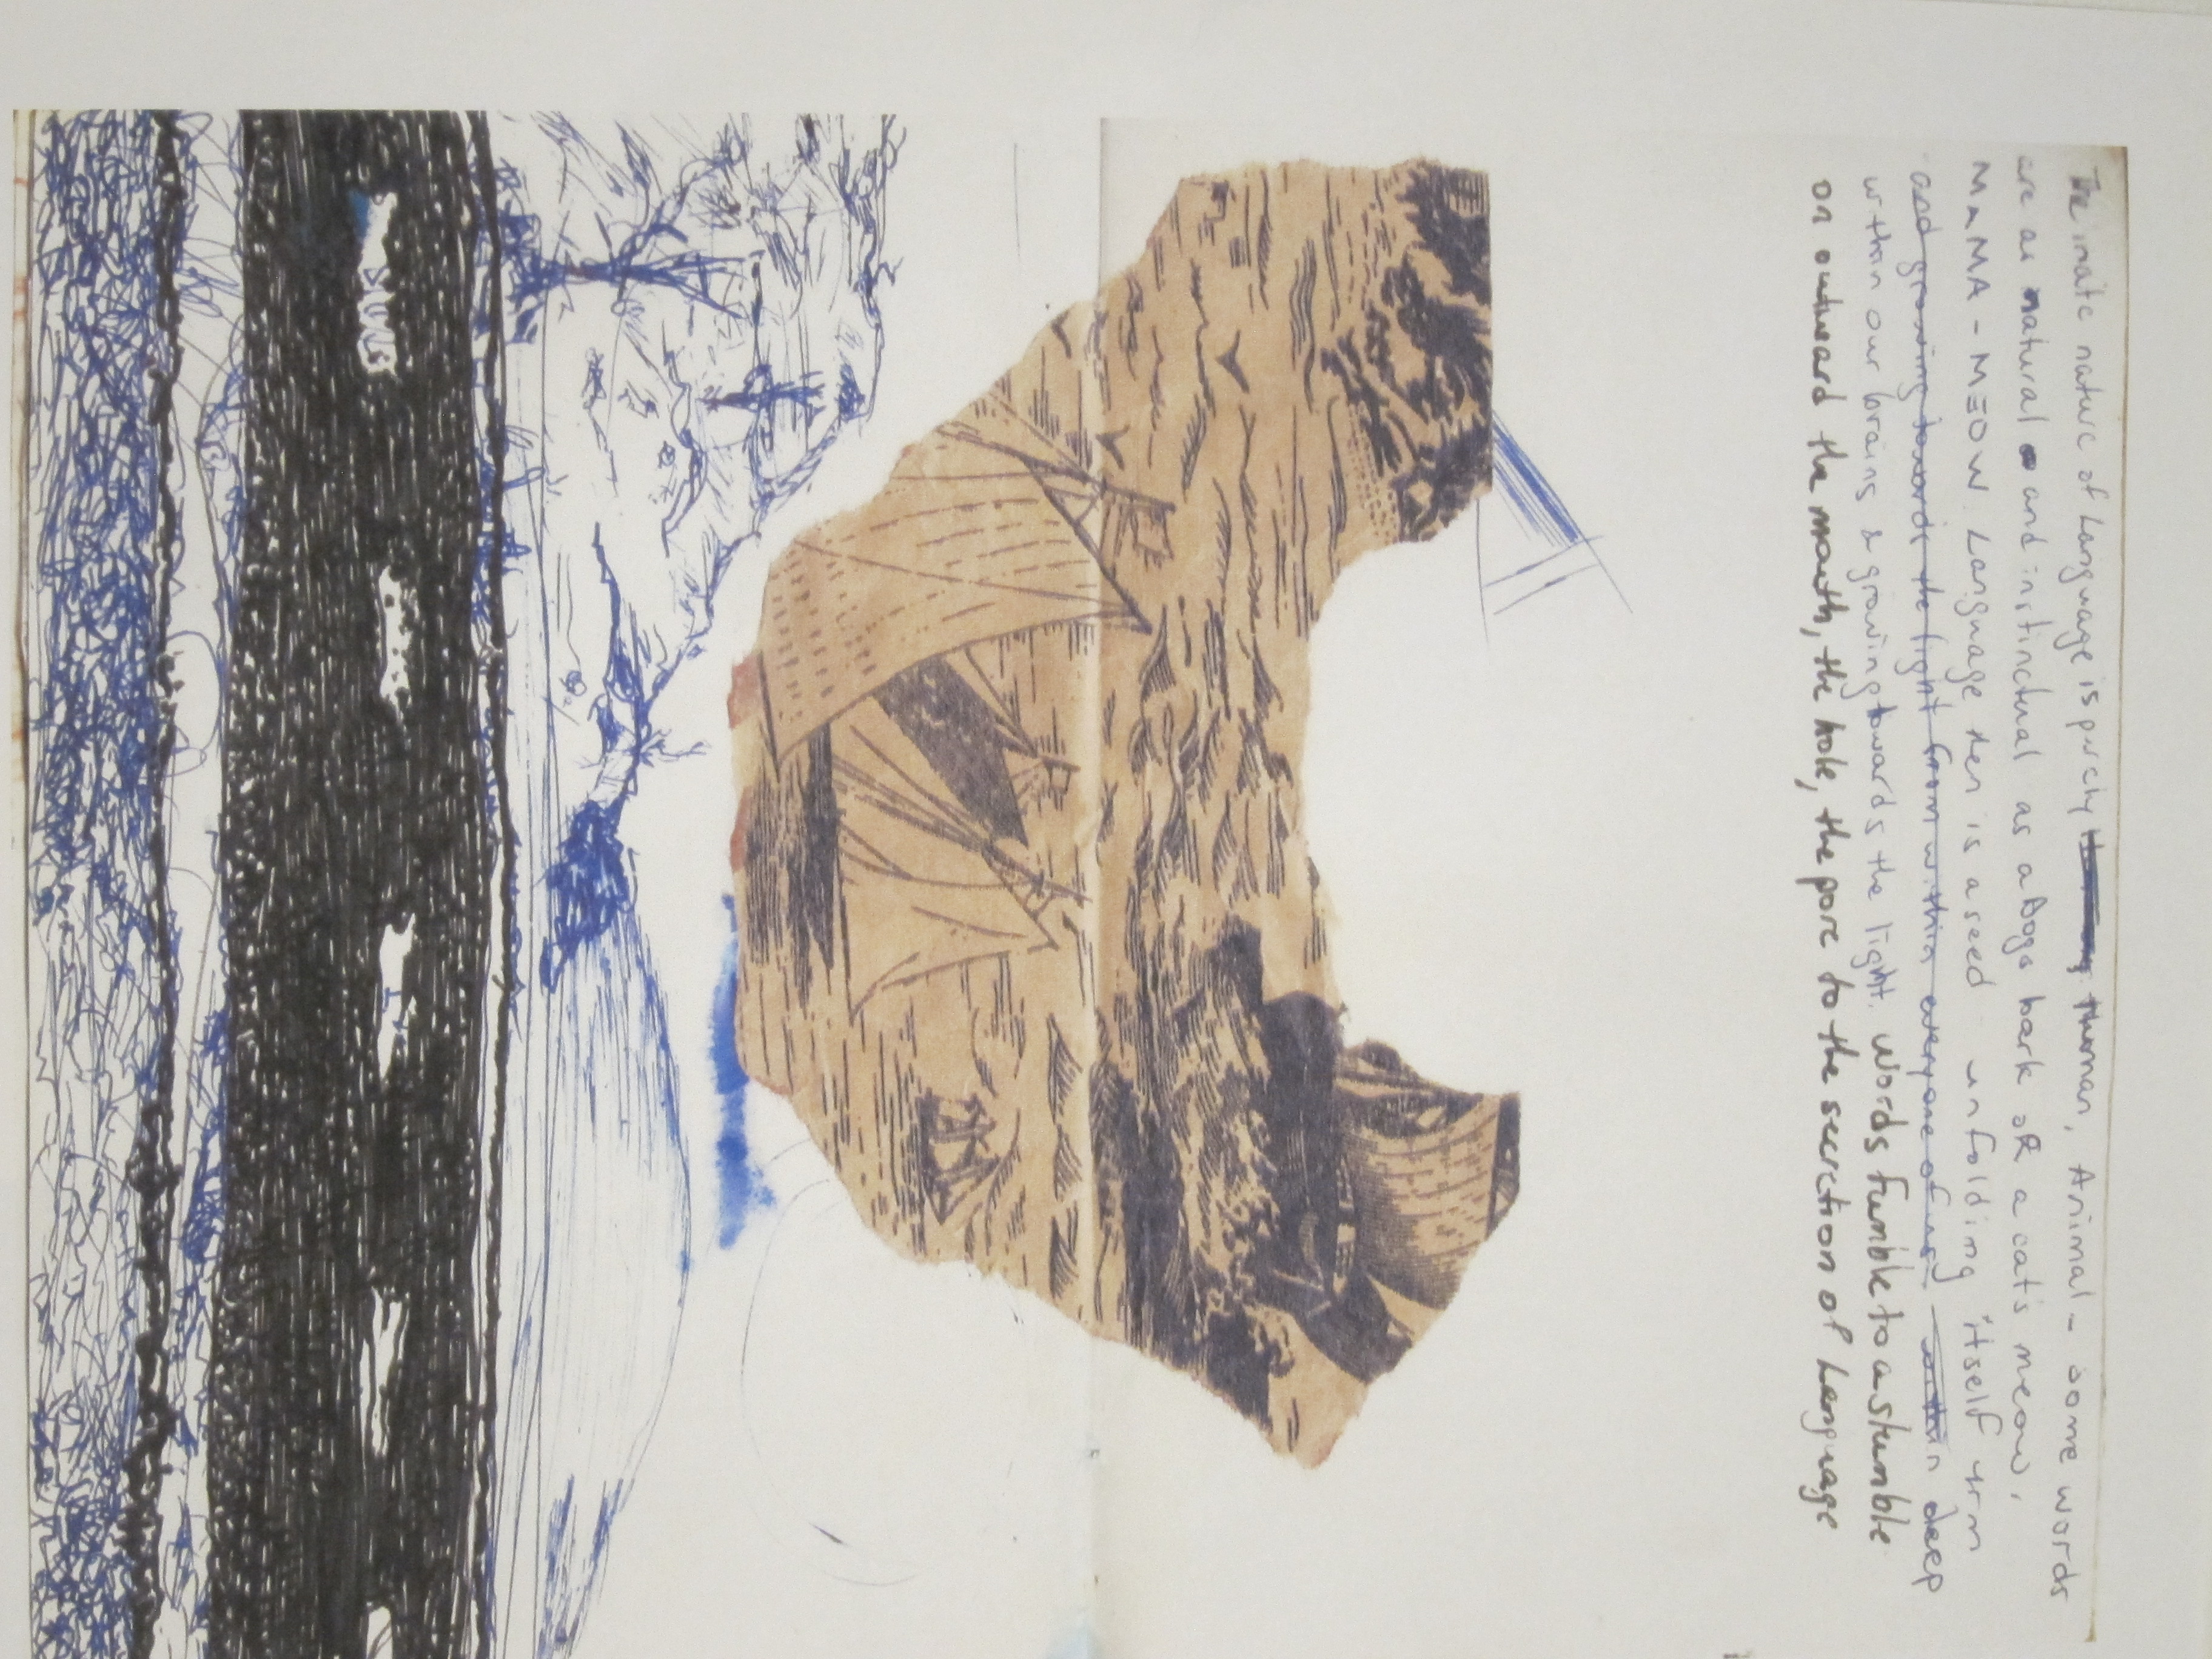 The inate nature of Language is purely Human, Animal - some words
are as natural and instinctual as a Dogs bark oR a cats meow.
MAMA - MEOW Language then is a seed unfolding itself
and growing towards the light from within everyone of us within deep
within our brains & growing towards the light. Words fumble to a stumble
on outward the mouth, the hole, the pore to the secretion of Language